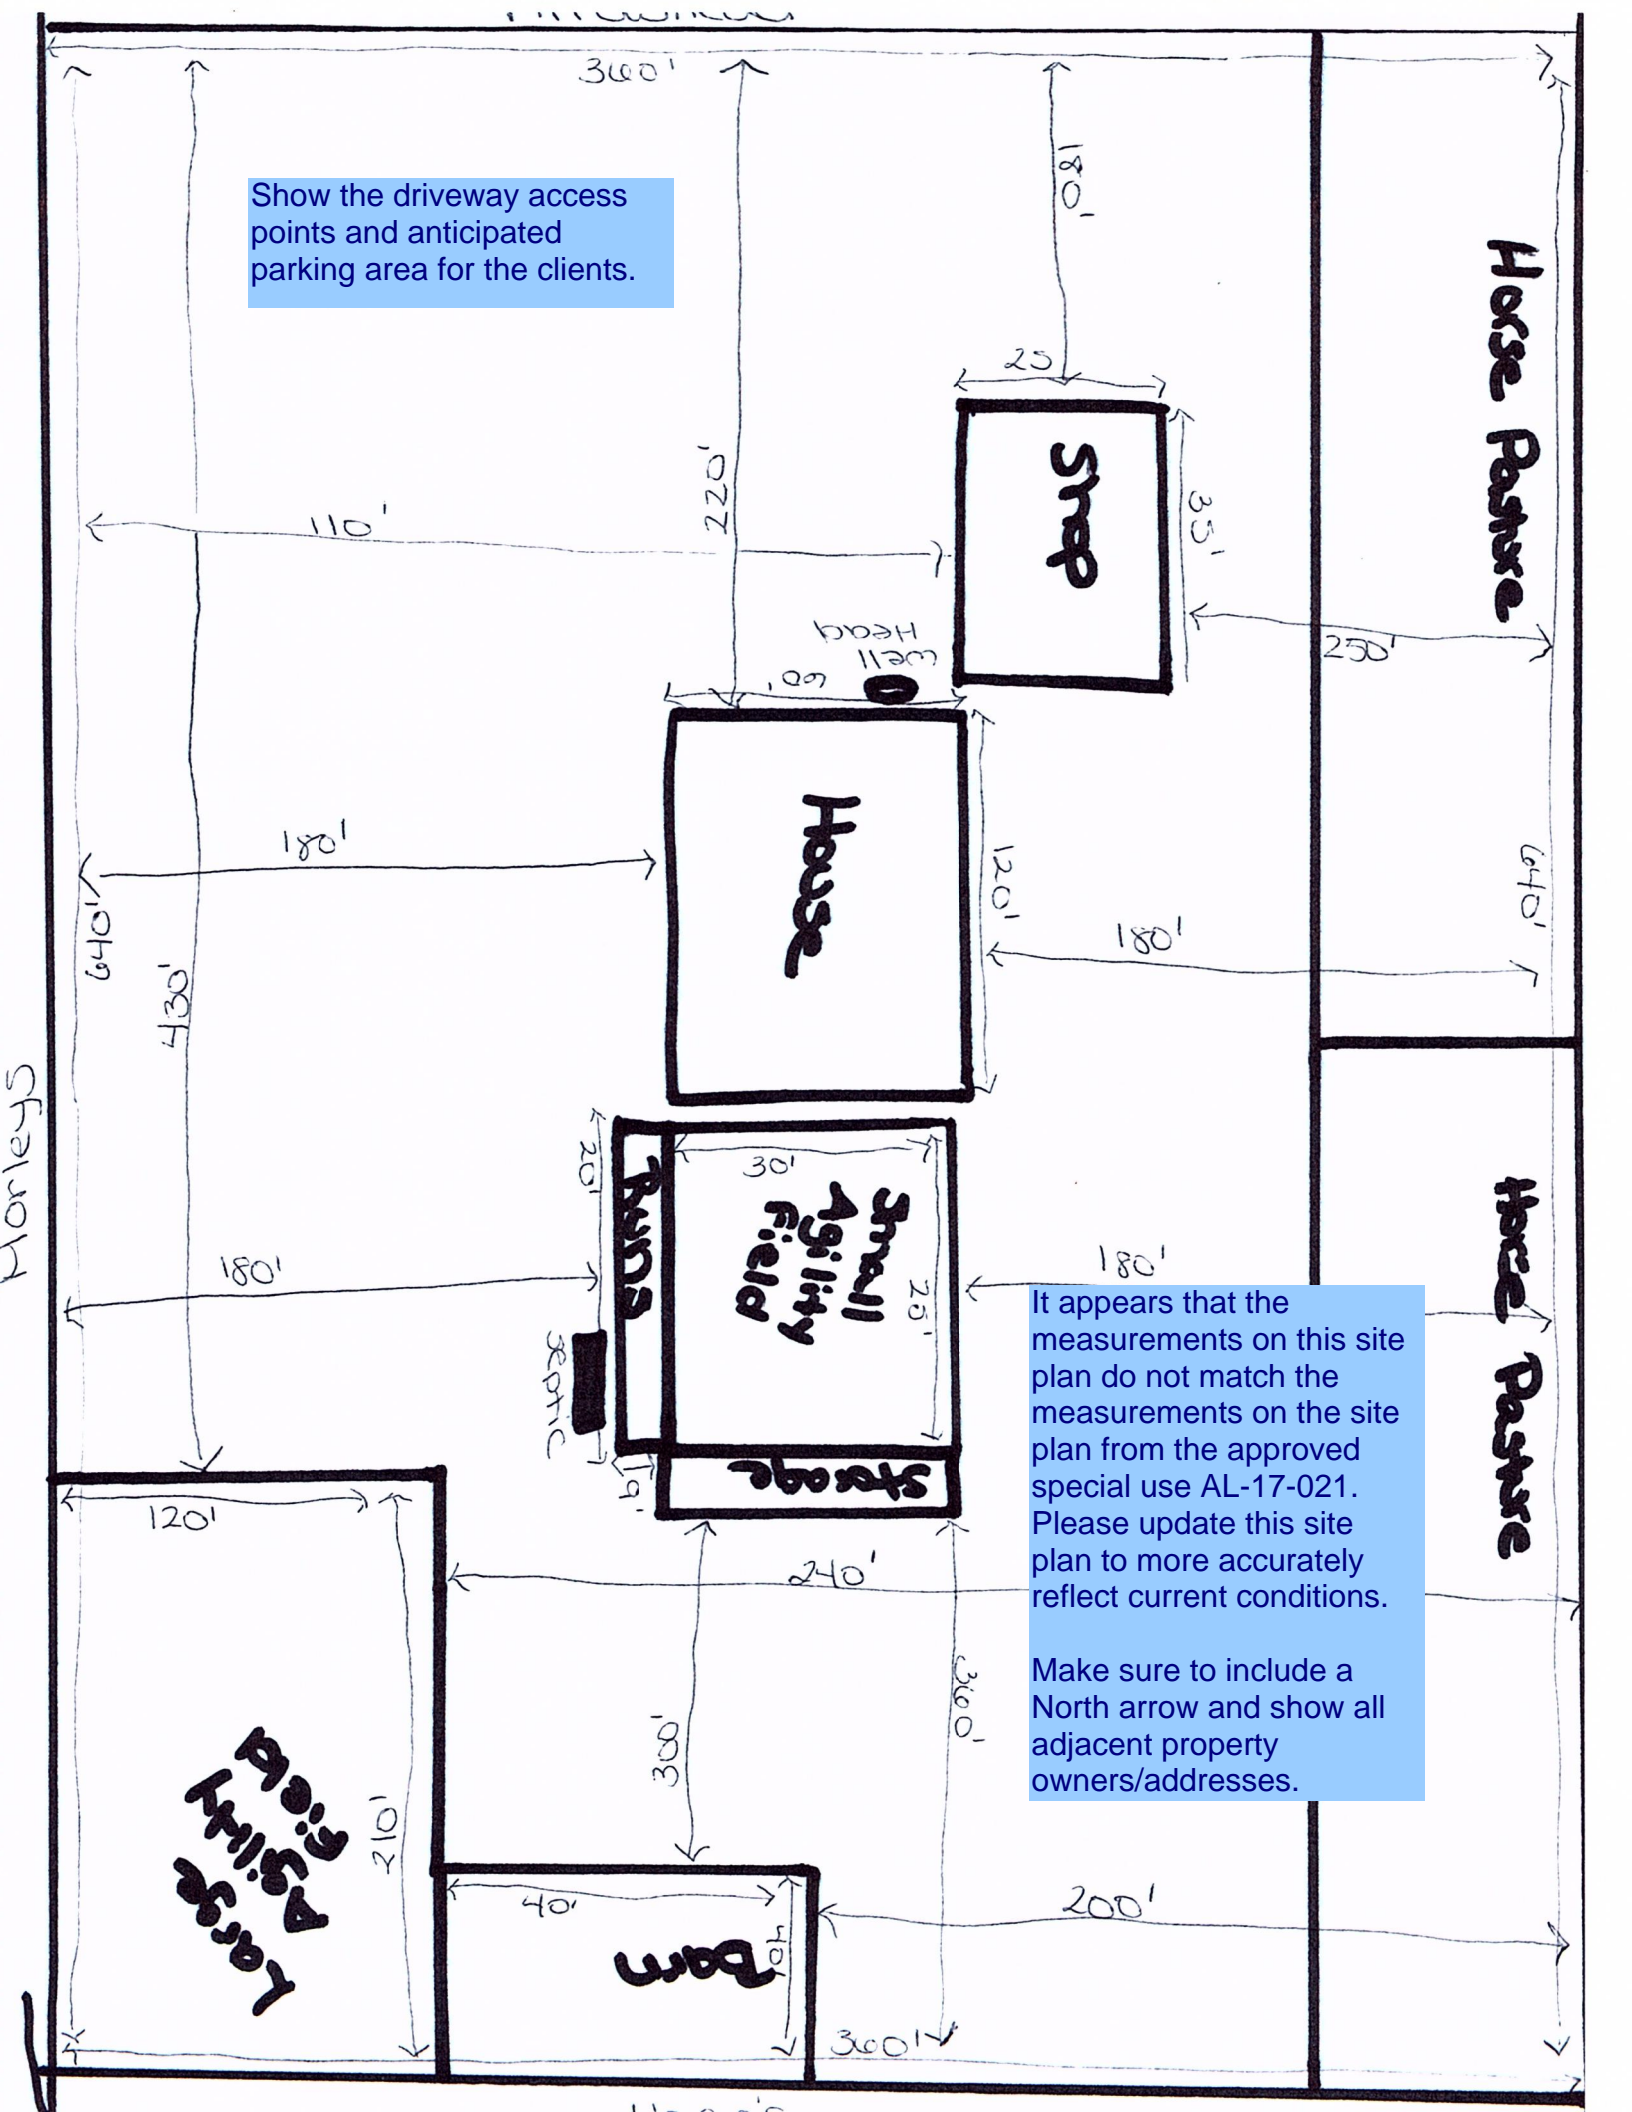 360'
180'
Show the driveway access
points and anticipated
parking area for the clients.
Horse Pasture
25
Shop
35'
220'
110'
250'
Well
Head
60'
House
120'
180'
640'
640'
180'
430'
Horleys
20'
Runs
30'
Small
Agility
Field
25'
180'
180'
Horse Pasture
It appears that the
measurements on this site
plan do not match the
measurements on the site
plan from the approved
special use AL-17-021.
Please update this site
plan to more accurately
reflect current conditions.
Make sure to include a
North arrow and show all
adjacent property
owners/addresses.
septic
Storage
120'
240'
360'
300'
210'
Large
Agility
Field
40'
40'
Barn
200'
360'